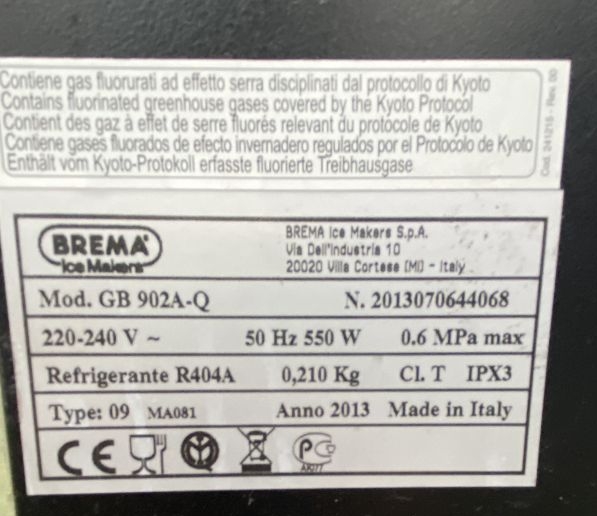 Contiene gas fluorurati ad effetto serra disciplinati dal protocollo di Kyoto
Contains fluorinated greenhouse gases covered by the Kyoto Protocol
Contient des gaz à effet de serre fluorés relevant du protocole de Kyoto
Contiene gases fluorados de efecto invernadero regulados por el Protocolo de Kyoto
Enthält vom Kyoto-Protokoll erfasste fluorierte Treibhausgase
Cod. 241215 - Rev. 00
BREMA
Ice Makers
BREMA Ice Makers S.p.A.
Via Dell'Industria 10
20020 Villa Cortese (MI) - Italy
Mod. GB 902A-Q N. 2013070644068
220-240 V ~ 50 Hz 550 W 0.6 MPa max
Refrigerante R404A 0,210 Kg Cl. T IPX3
Type: 09 MA081 Anno 2013 Made in Italy
CE